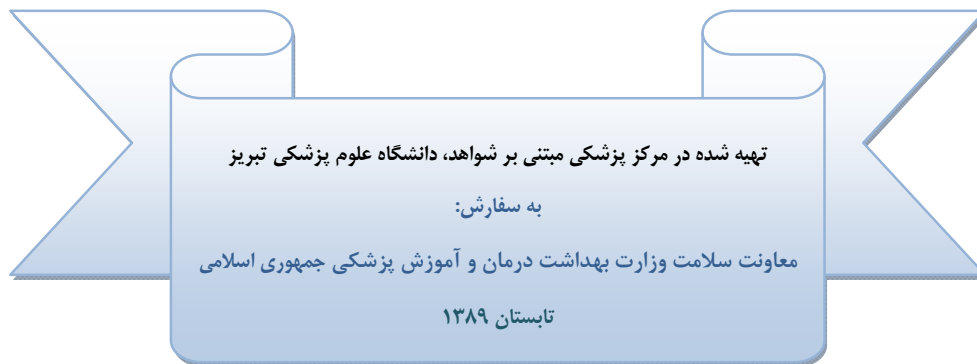 تهیه شده در مرکز پزشکی مبتنی بر شواهد، دانشگاه علوم پزشکی تبریز
به سفارش:
معاونت سلامت وزارت بهداشت درمان و آموزش پزشکی جمهوری اسلامی
تابستان ۱۳۸۹